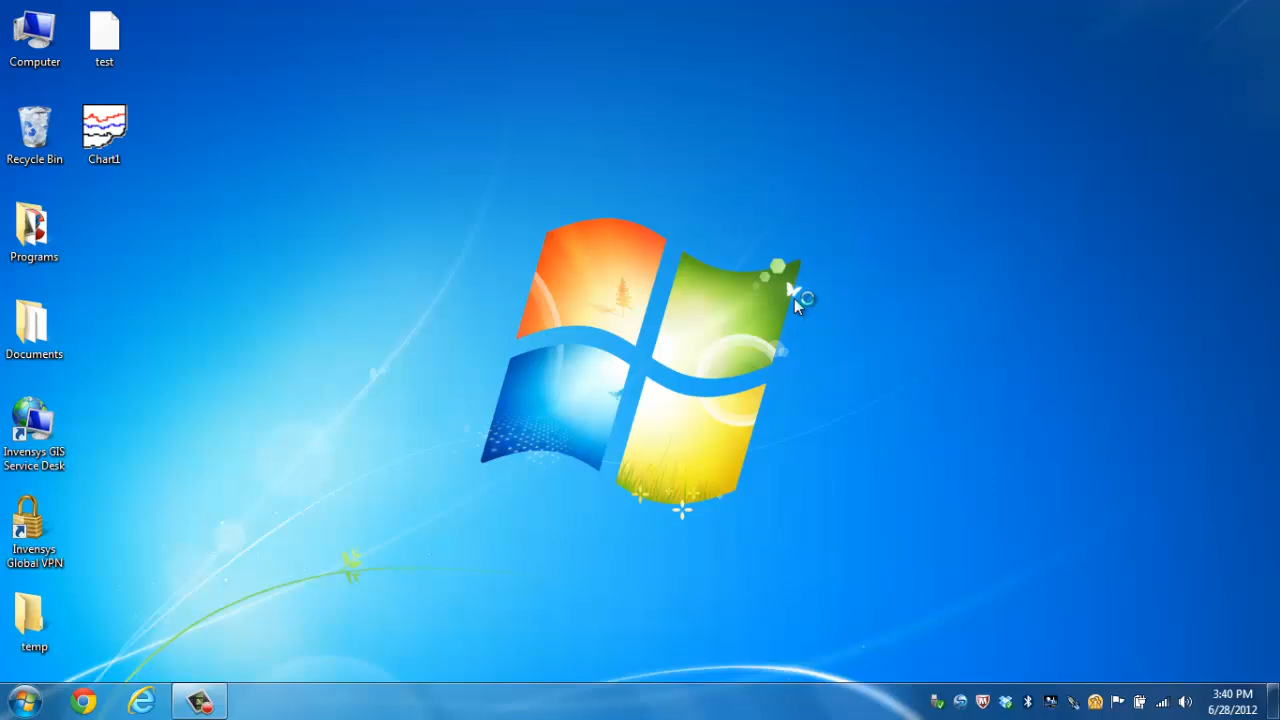 Computer
test
Recycle Bin
Chart1
Programs
Documents
Invensys GIS
Service Desk
Invensys
Global VPN
temp
3:40 PM
6/28/2012